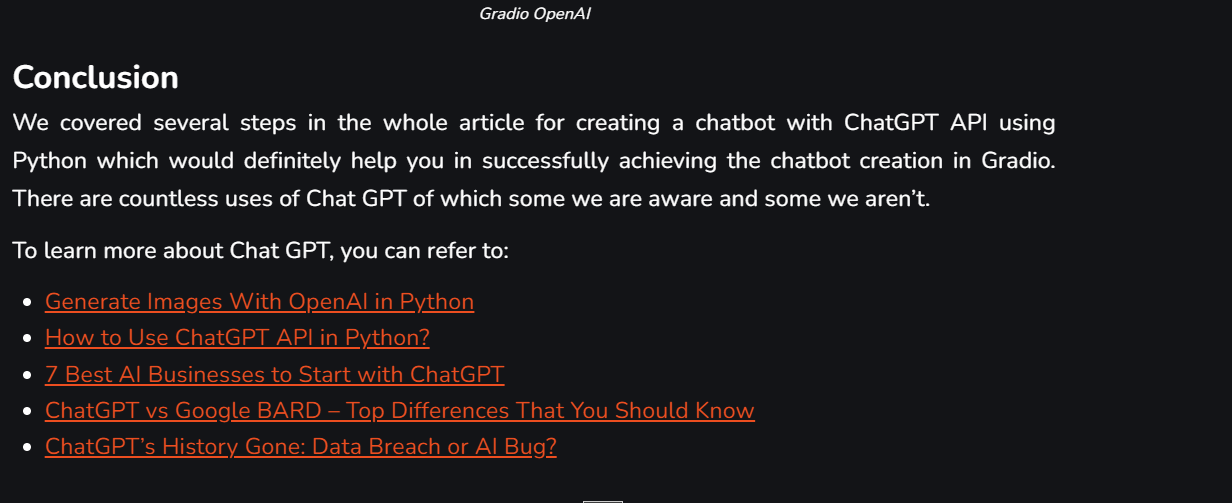 Gradio OpenAI
Conclusion
We covered several steps in the whole article for creating a chatbot with ChatGPT API using
Python which would definitely help you in successfully achieving the chatbot creation in Gradio.
There are countless uses of Chat GPT of which some we are aware and some we aren’t.
To learn more about Chat GPT, you can refer to:
Generate Images With OpenAI in Python
How to Use ChatGPT API in Python?
7 Best AI Businesses to Start with ChatGPT
ChatGPT vs Google BARD – Top Differences That You Should Know
ChatGPT’s History Gone: Data Breach or AI Bug?